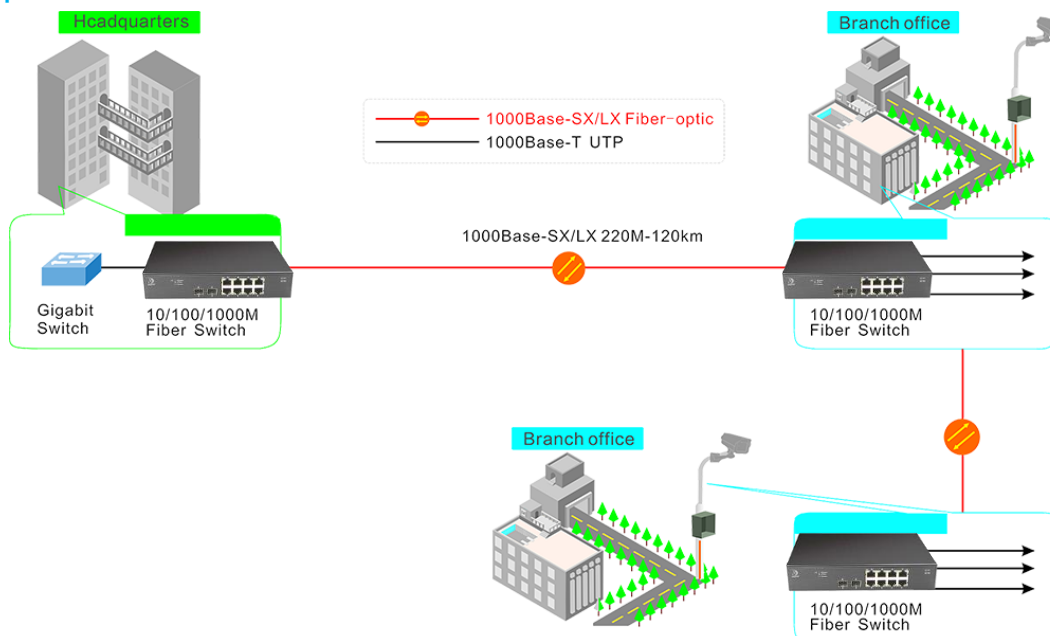 Hcadquarters
Branch office
1000Base-SX/LX Fiber-optic
1000Base-T UTP
1000Base-SX/LX 220M-120km
Gigabit
Switch
10/100/1000M
Fiber Switch
10/100/1000M
Fiber Switch
Branch office
10/100/1000M
Fiber Switch